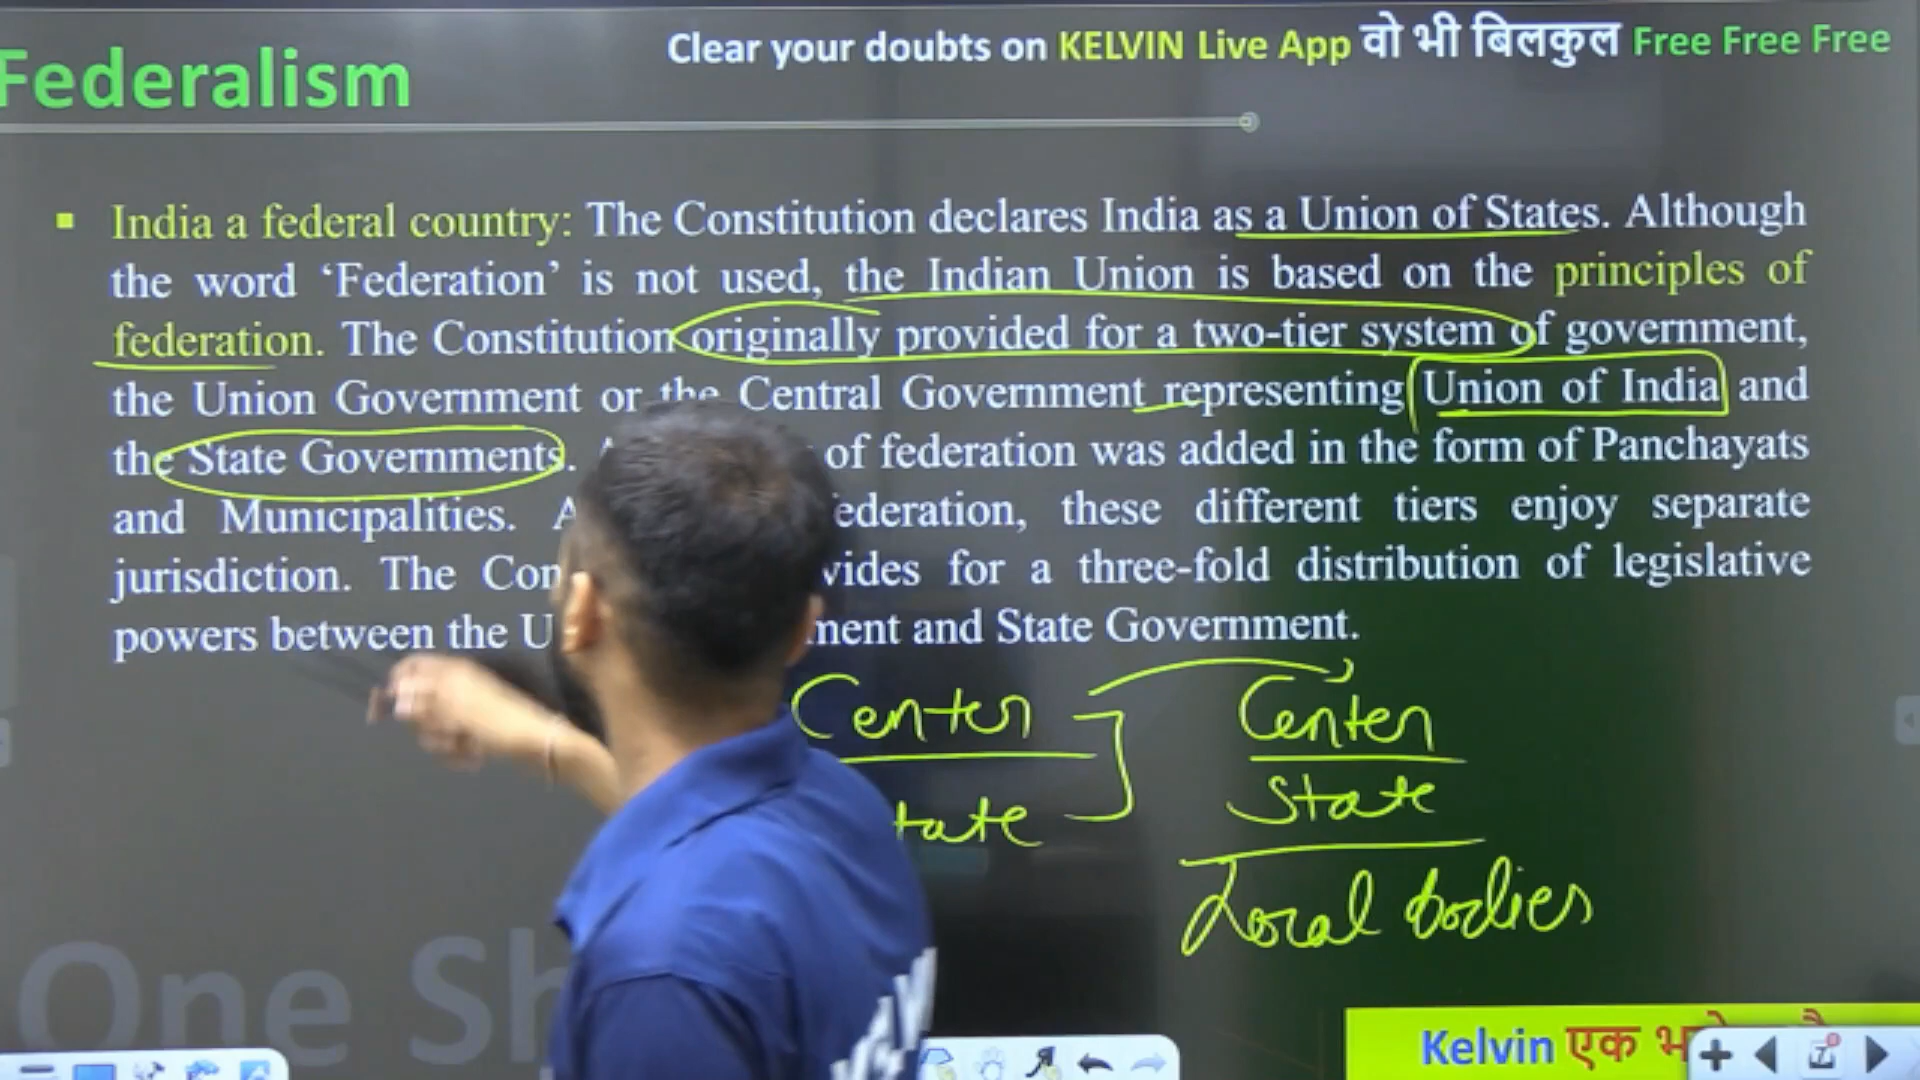 Federalism
Clear your doubts on KELVIN Live App वो भी बिलकुल Free Free Free
India a federal country: The Constitution declares India as a Union of States. Although
the word ‘Federation’ is not used, the Indian Union is based on the principles of
federation. The Constitution originally provided for a two-tier system of government,
the Union Government or the Central Government representing Union of India and
the State Governments. of federation was added in the form of Panchayats
and Municipalities. A ederation, these different tiers enjoy separate
jurisdiction. The Con vides for a three-fold distribution of legislative
powers between the U ment and State Government.
Center Center
tate State
Local bodies
One Sh
Kelvin एक